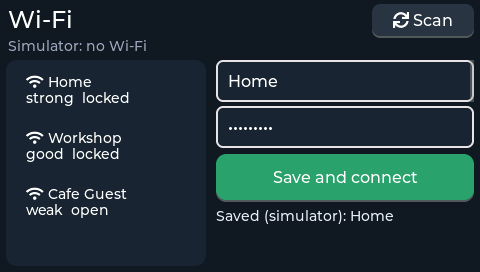 Wi-Fi
Scan
Simulator: no Wi-Fi
Home
strong locked
Workshop
good locked
Cafe Guest
weak open
Home
•••••••••
Save and connect
Saved (simulator): Home